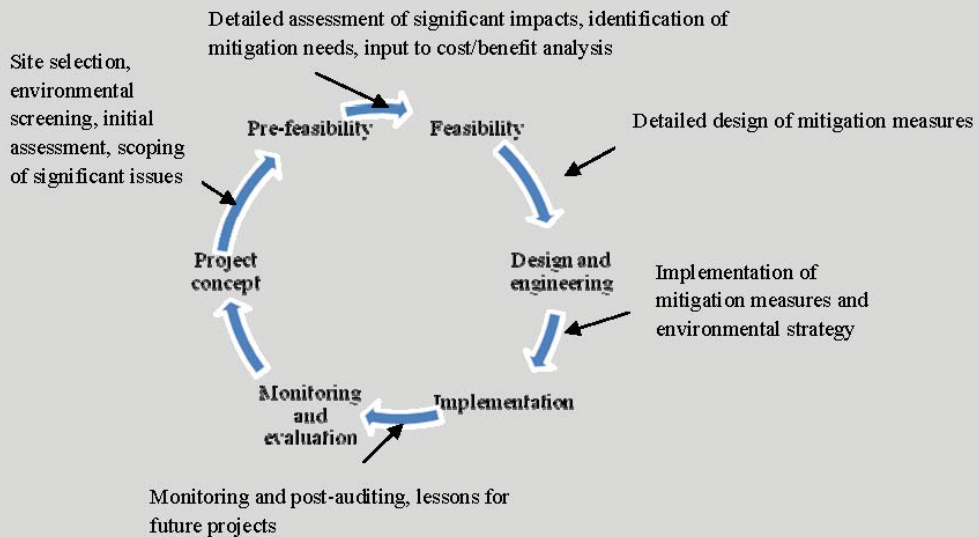 Detailed assessment of significant impacts, identification of
mitigation needs, input to cost/benefit analysis
Site selection,
environmental
screening, initial
assessment, scoping
of significant issues
Pre-feasibility
Feasibility
Detailed design of mitigation measures
Project
concept
Design and
engineering
Implementation of
mitigation measures and
environmental strategy
Monitoring
and
evaluation
Implementation
Monitoring and post-auditing, lessons for
future projects